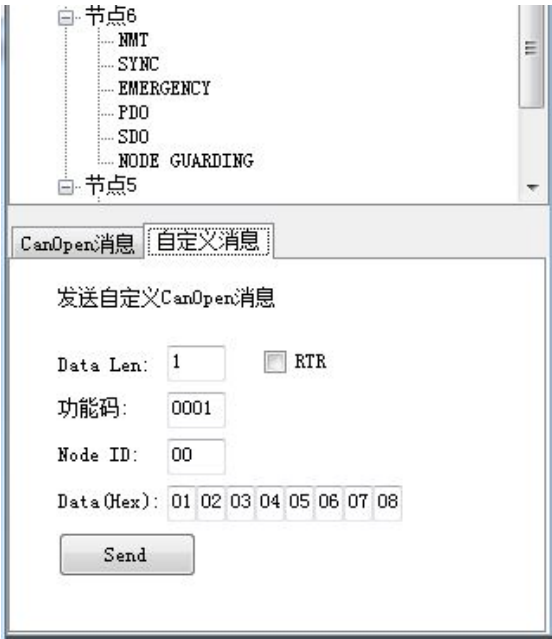 节点6
NMT
SYNC
EMERGENCY
PDO
SDO
NODE GUARDING
节点5
CanOpen消息 自定义消息
发送自定义CanOpen消息
Data Len: 1 RTR
功能码: 0001
Node ID: 00
Data(Hex): 01 02 03 04 05 06 07 08
Send